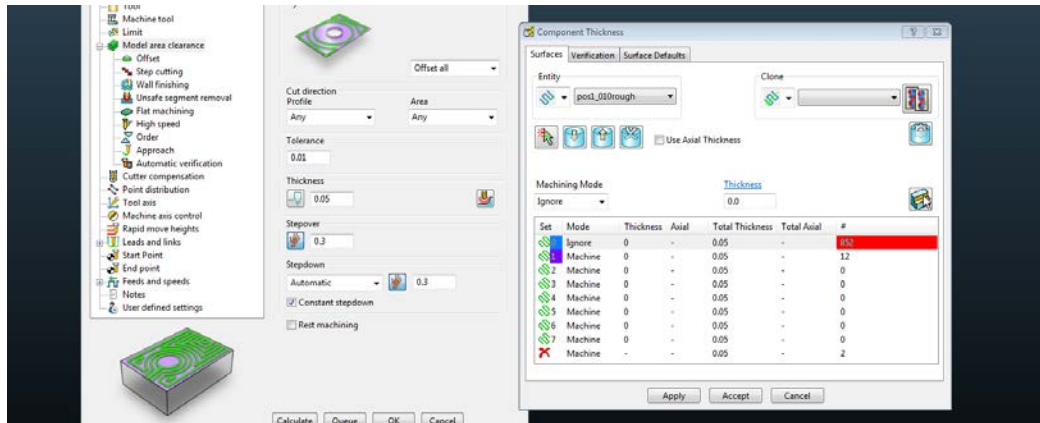 Tool
Machine tool
Limit
Model area clearance
Offset
Step cutting
Wall finishing
Unsafe segment removal
Flat machining
High speed
Order
Approach
Automatic verification
Cutter compensation
Point distribution
Tool axis
Machine axis control
Rapid move heights
Leads and links
Start Point
End point
Feeds and speeds
Notes
User defined settings
Offset all
Cut direction
Profile Area
Any Any
Tolerance
0.01
Thickness
0.05
Stepover
0.3
Stepdown
Automatic 0.3
Constant stepdown
Rest machining
Calculate Queue OK Cancel
Component Thickness
Surfaces Verification Surface Defaults
Entity Clone
pos1_010rough
Use Axial Thickness
Machining Mode Thickness
Ignore 0.0
Set Mode Thickness Axial Total Thickness Total Axial #
0 Ignore 0 - 0.05 - 852
1 Machine 0 - 0.05 - 12
2 Machine 0 - 0.05 - 0
3 Machine 0 - 0.05 - 0
4 Machine 0 - 0.05 - 0
5 Machine 0 - 0.05 - 0
6 Machine 0 - 0.05 - 0
7 Machine 0 - 0.05 - 0
Machine - - 0.05 - 2
Apply Accept Cancel